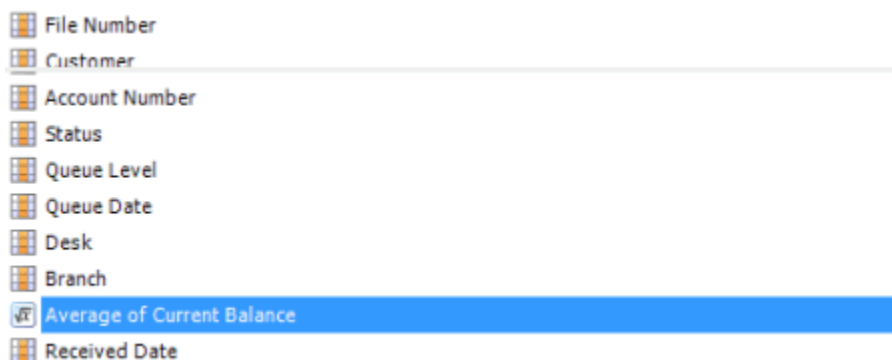 File Number
Customer
Account Number
Status
Queue Level
Queue Date
Desk
Branch
Average of Current Balance
Received Date